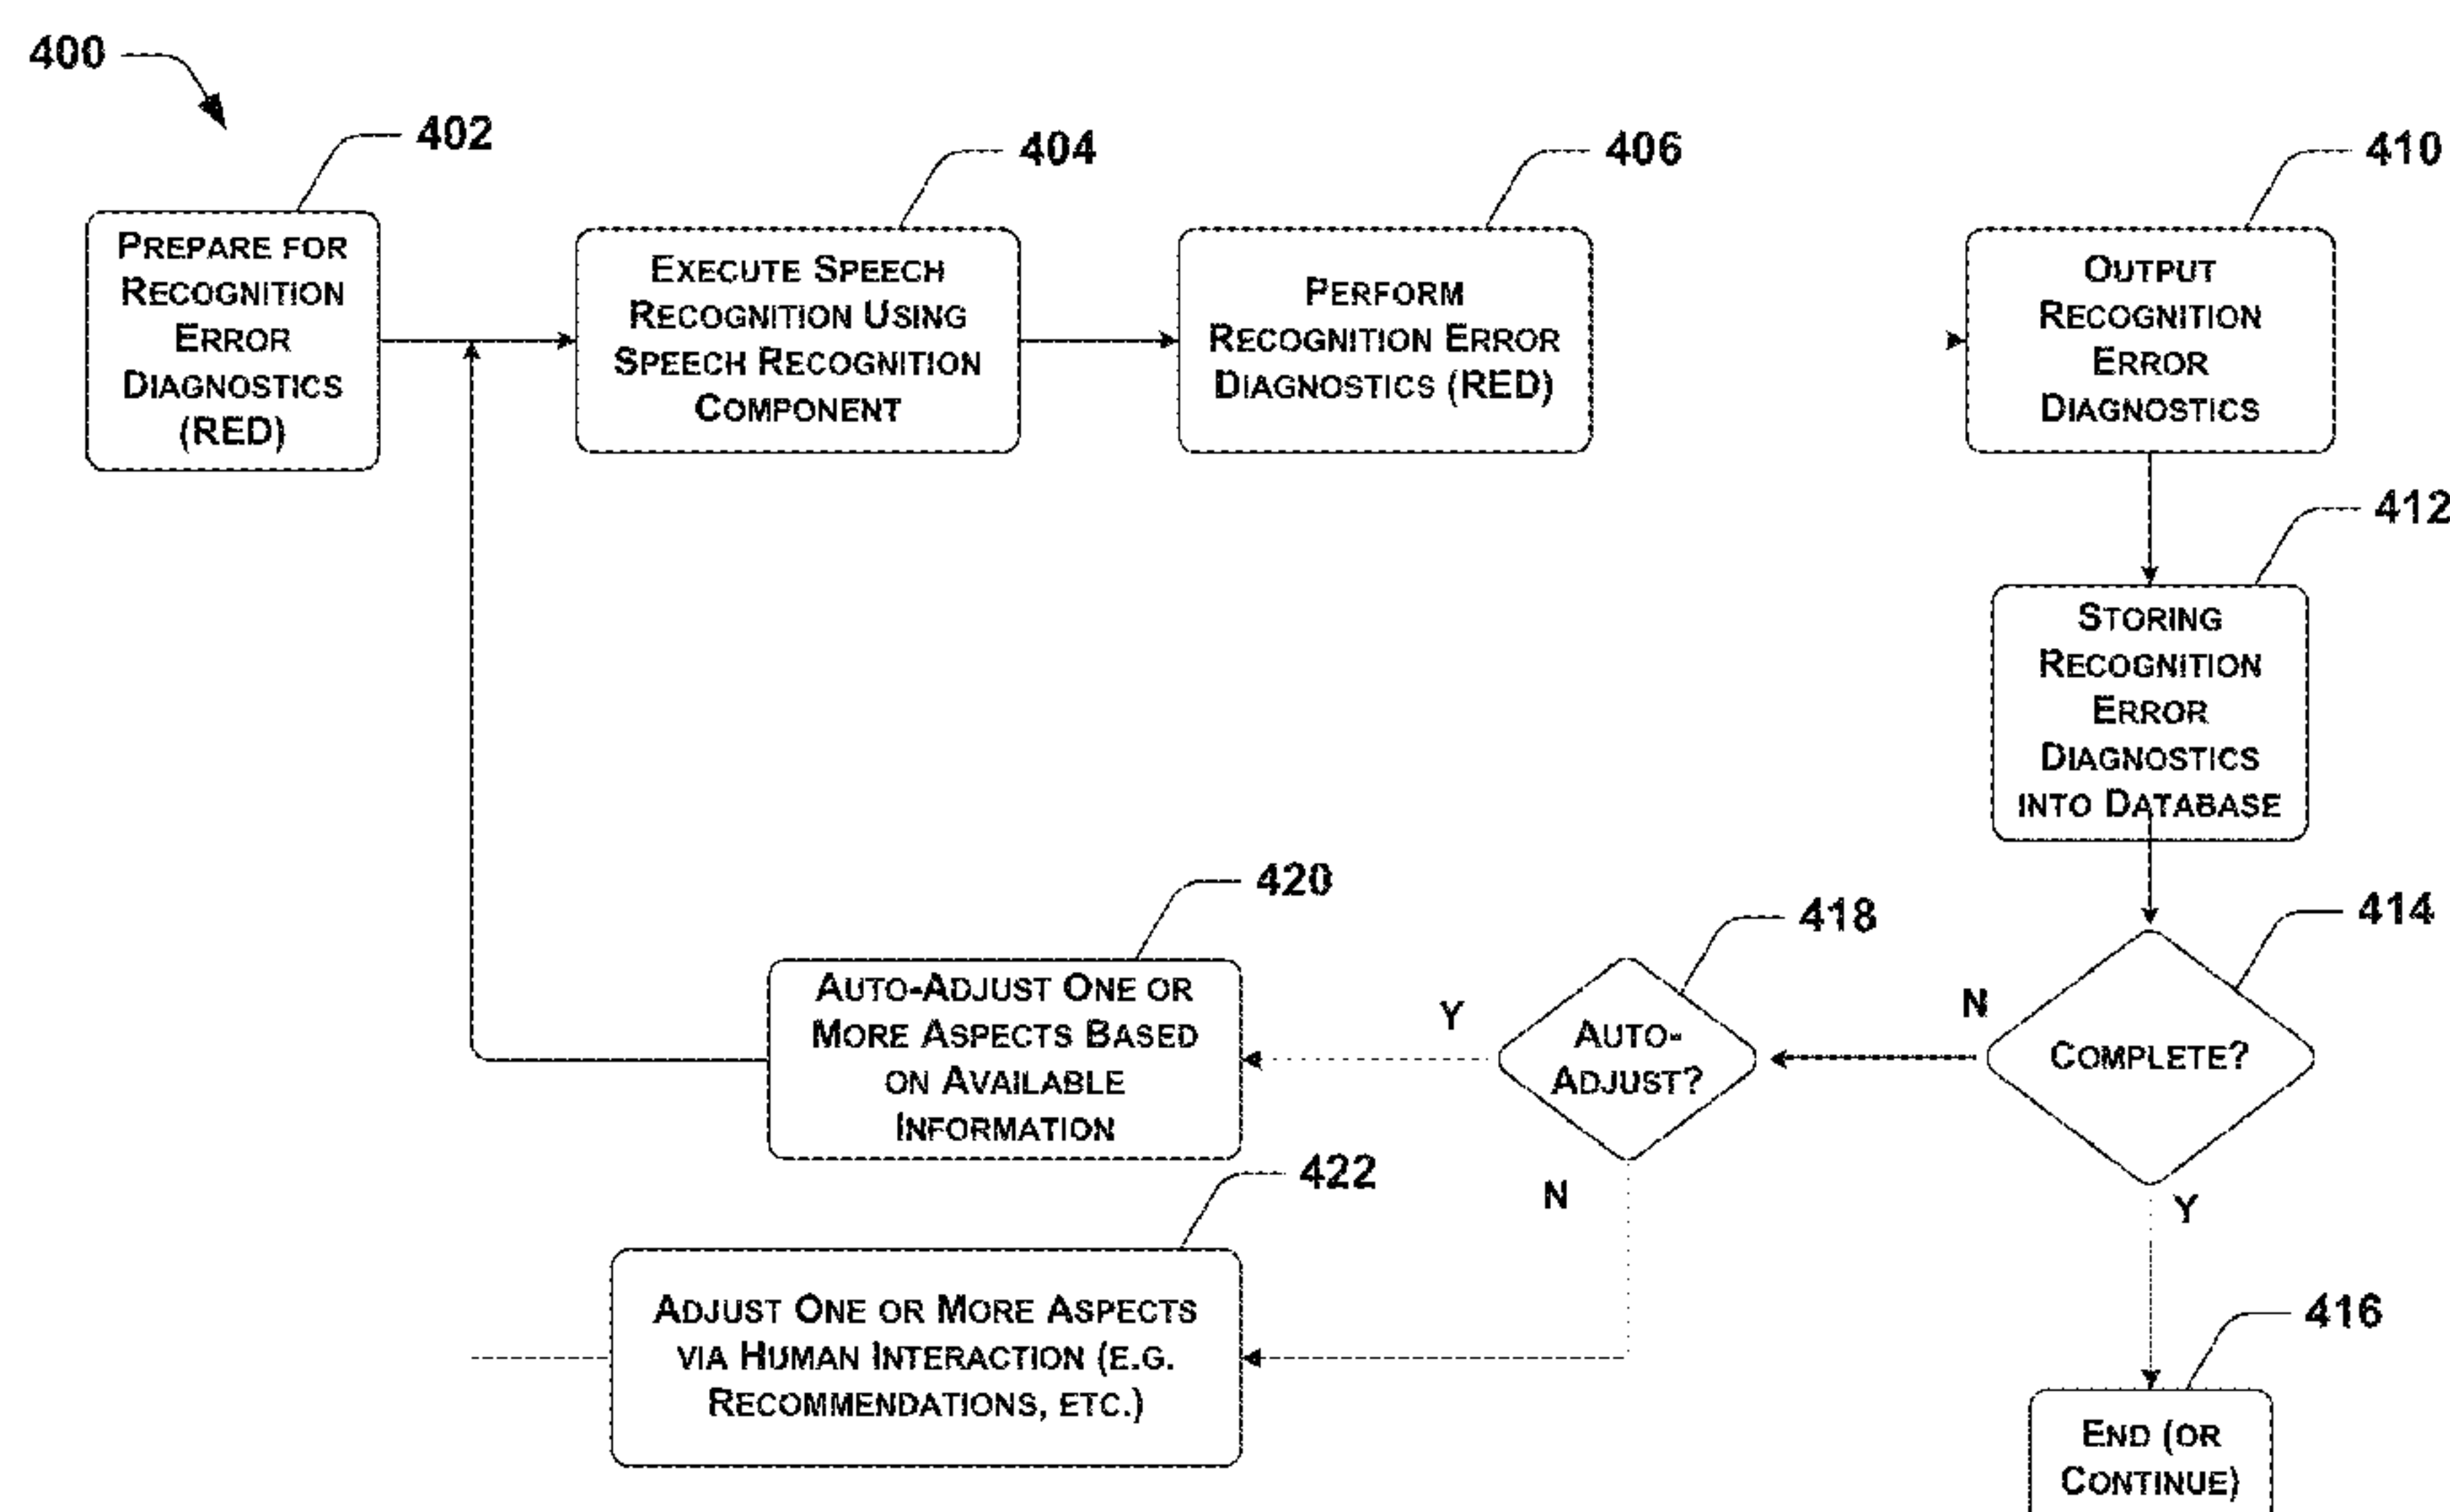 400
402
PREPARE FOR
RECOGNITION
ERROR
DIAGNOSTICS
(RED)
404
EXECUTE SPEECH
RECOGNITION USING
SPEECH RECOGNITION
COMPONENT
406
PERFORM
RECOGNITION ERROR
DIAGNOSTICS (RED)
410
OUTPUT
RECOGNITION
ERROR
DIAGNOSTICS
412
STORING
RECOGNITION
ERROR
DIAGNOSTICS
INTO DATABASE
414
COMPLETE?
N
Y
418
AUTO-
ADJUST?
Y
N
420
AUTO-ADJUST ONE OR
MORE ASPECTS BASED
ON AVAILABLE
INFORMATION
422
ADJUST ONE OR MORE ASPECTS
VIA HUMAN INTERACTION (E.G.
RECOMMENDATIONS, ETC.)
416
END (OR
CONTINUE)